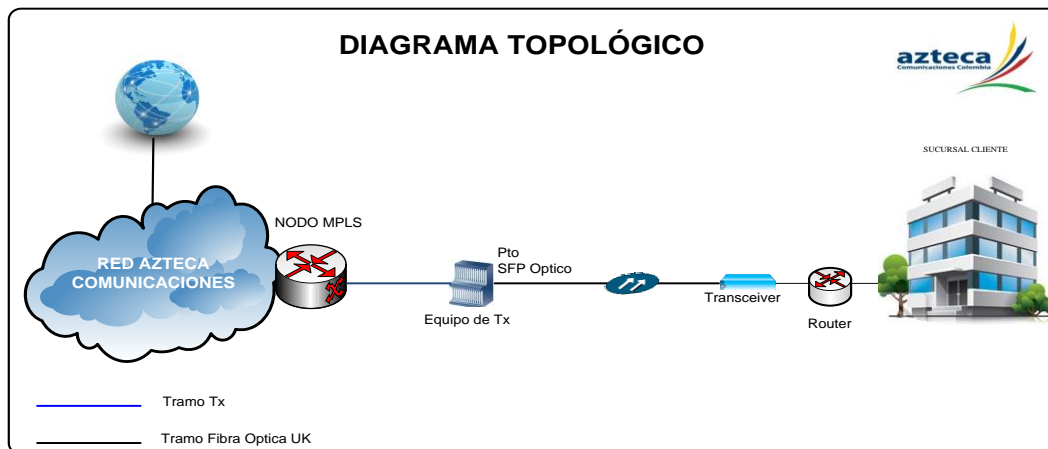 DIAGRAMA TOPOLÓGICO
azteca
Comunicaciones Colombia
SUCURSAL CLIENTE
NODO MPLS
RED AZTECA
COMUNICACIONES
Pto
SFP Optico
Equipo de Tx
Transceiver
Router
Tramo Tx
Tramo Fibra Optica UK